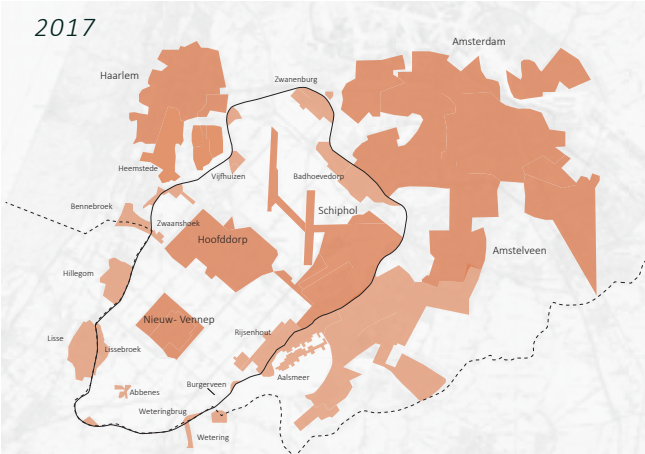 2017
Amsterdam
Haarlem
Zwanenburg
Heemstede
Vijfhuizen
Badhoevedorp
Bennebroek
Zwaanshoek
Schiphol
Hoofddorp
Amstelveen
Hillegom
Nieuw- Vennep
Rijsenhout
Lisse
Lissebroek
Aalsmeer
Burgerveen
Abbenes
Weteringbrug
Wetering